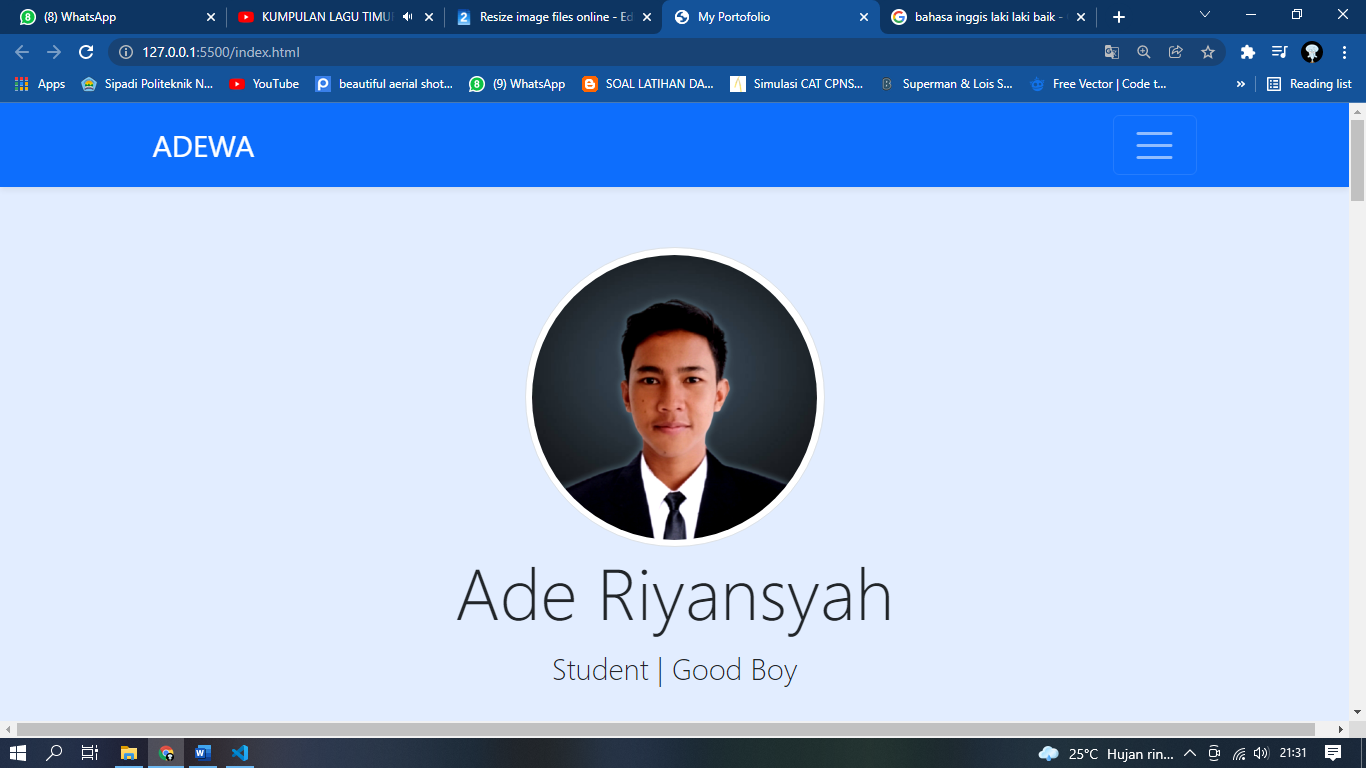 (8) WhatsApp
KUMPULAN LAGU TIMU
Resize image files online - Ed
My Portofolio
bahasa inggis laki laki baik -
127.0.0.1:5500/index.html
Apps
Sipadi Politeknik N...
YouTube
beautiful aerial shot...
(9) WhatsApp
SOAL LATIHAN DA...
Simulasi CAT CPNS...
Superman & Lois S...
Free Vector | Code t...
»
Reading list
ADEWA
Ade Riyansyah
Student | Good Boy
25°C Hujan rin...
21:31